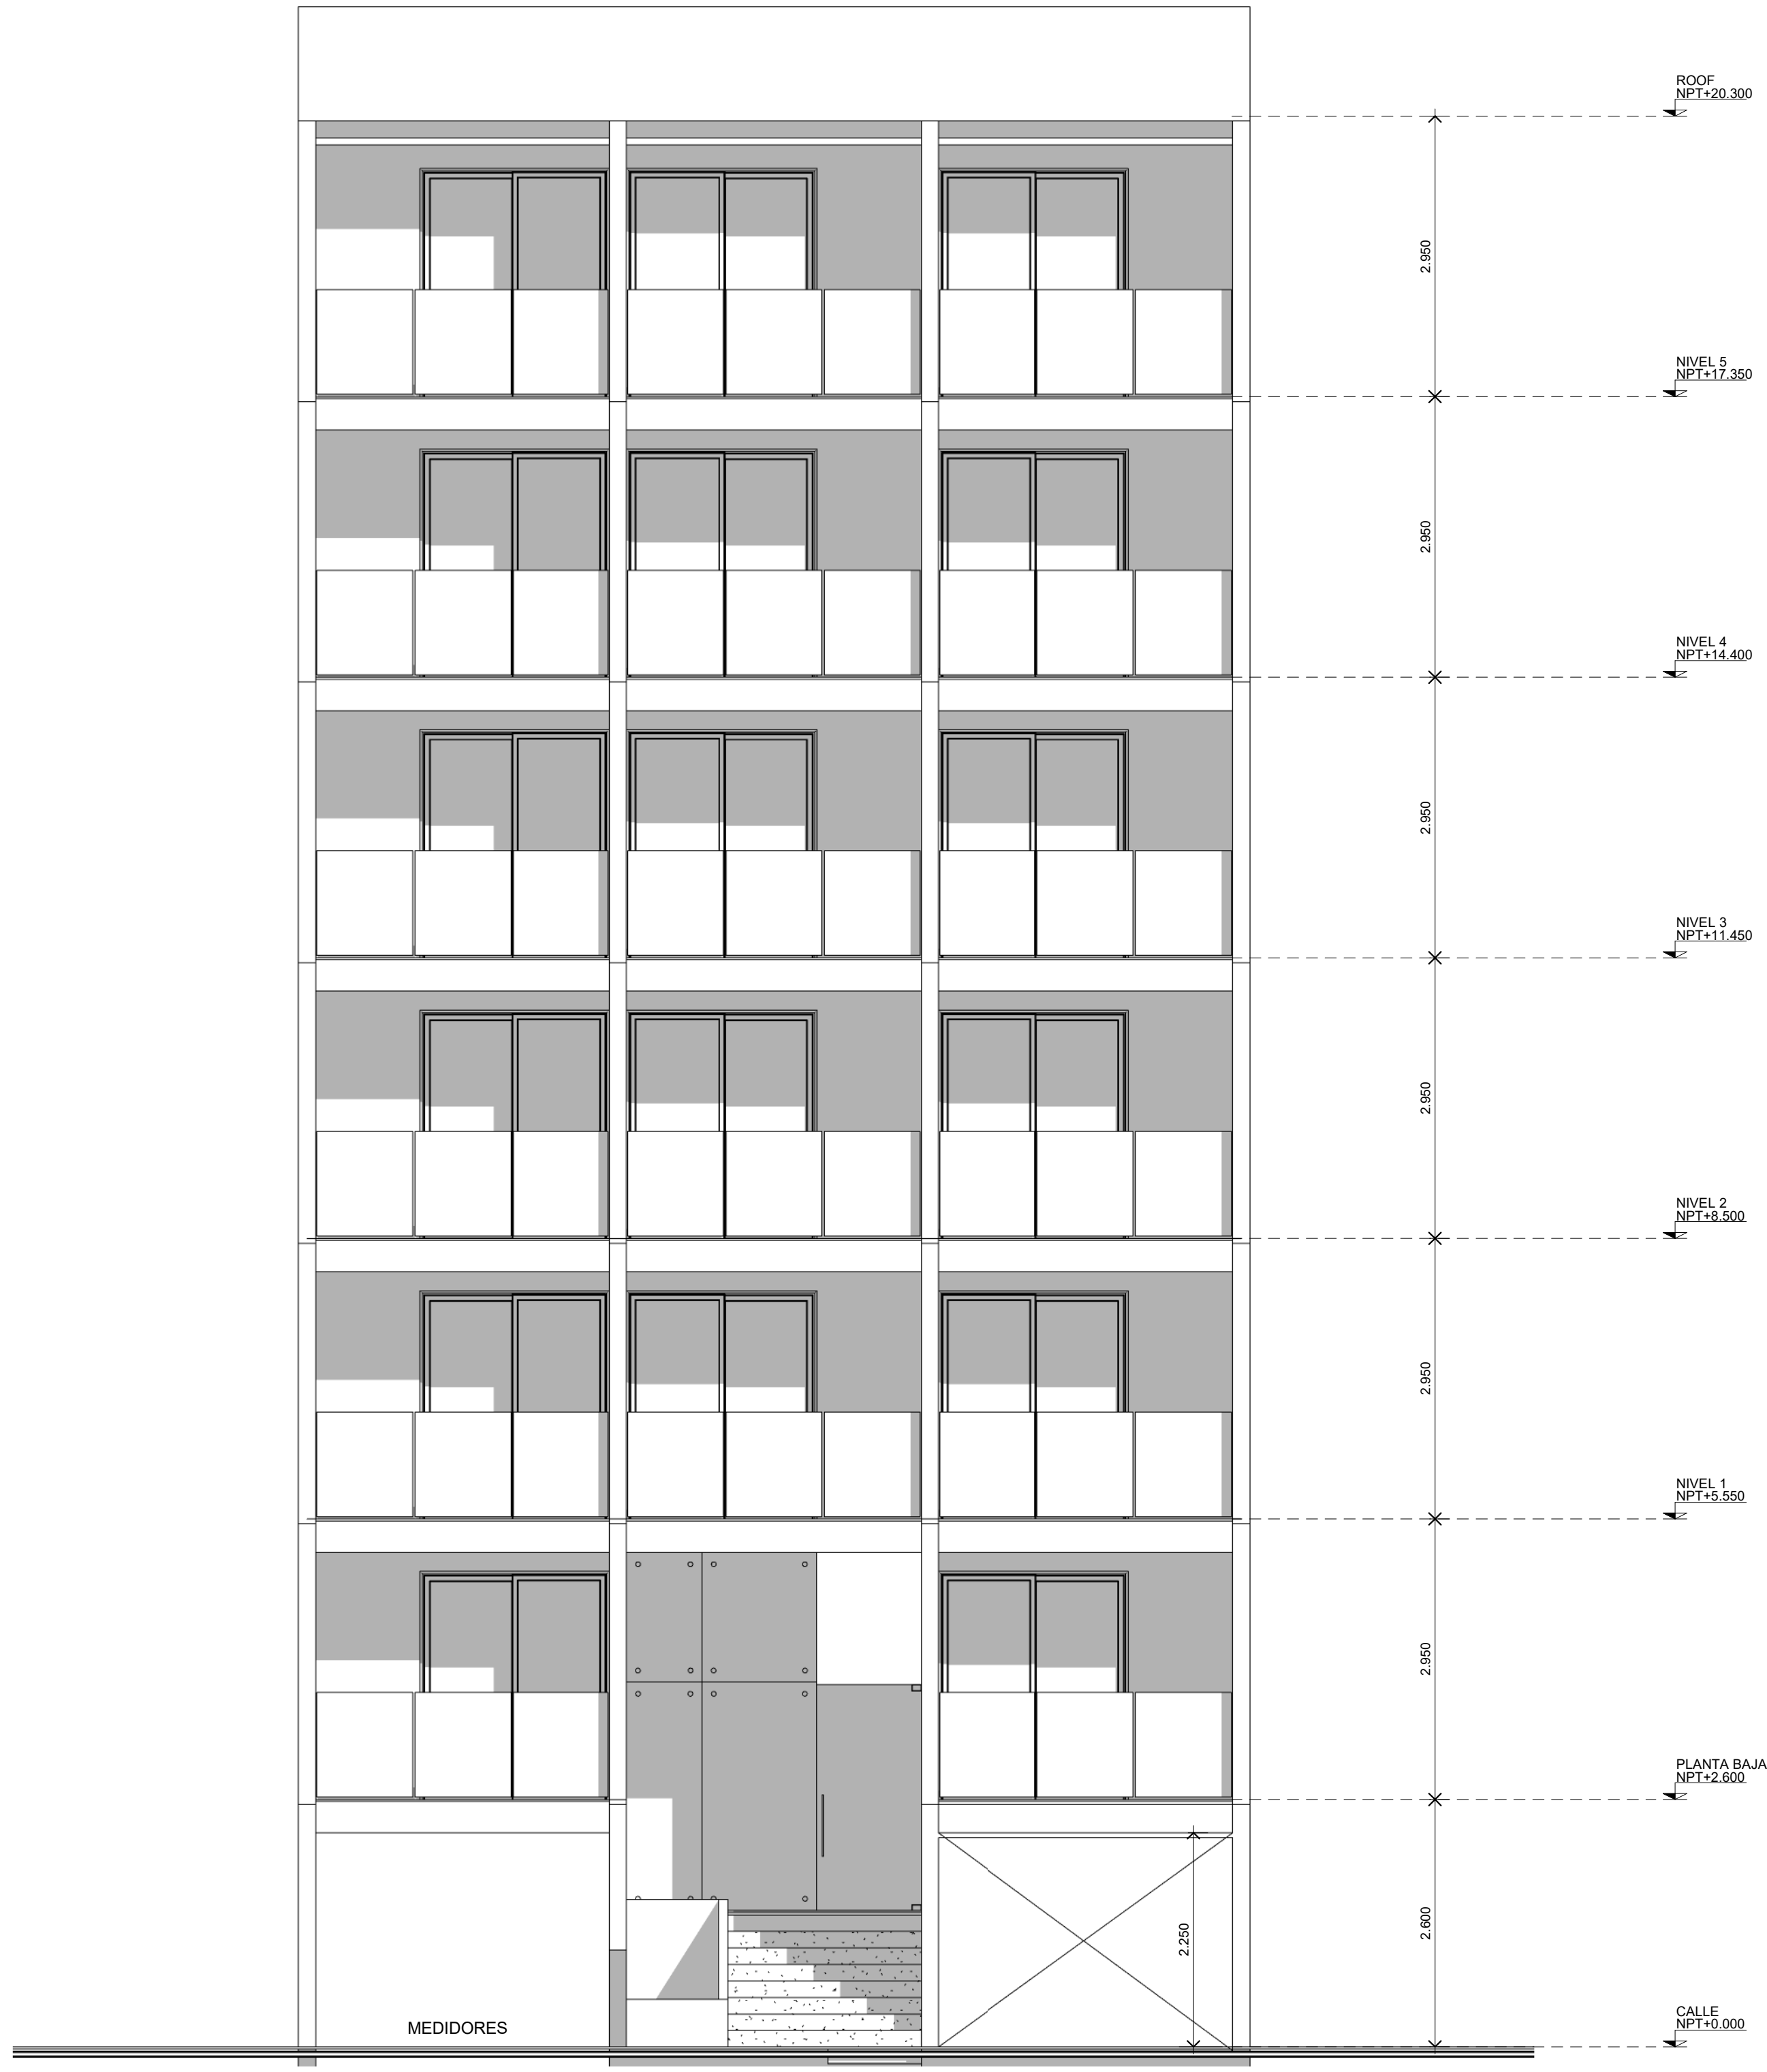 ROOF
NPT+20.300
2.950
NIVEL 5
NPT+17.350
2.950
NIVEL 4
NPT+14.400
2.950
NIVEL 3
NPT+11.450
2.950
NIVEL 2
NPT+8.500
2.950
NIVEL 1
NPT+5.550
2.950
PLANTA BAJA
NPT+2.600
2.250
2.600
MEDIDORES
CALLE
NPT+0.000